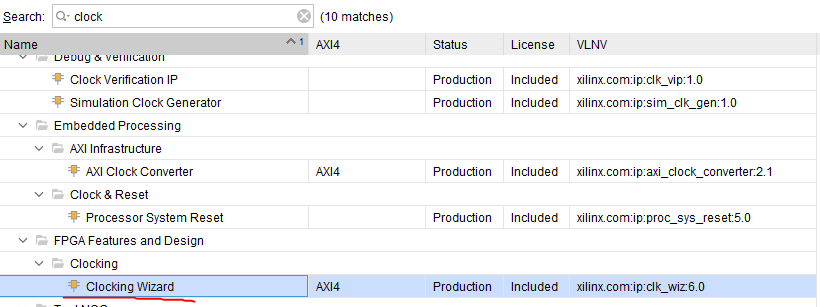 Search: clock (10 matches)
Name 1 AXI4 Status License VLNV
Debug & Verification
Clock Verification IP Production Included xilinx.com:ip:clk_vip:1.0
Simulation Clock Generator Production Included xilinx.com:ip:sim_clk_gen:1.0
Embedded Processing
AXI Infrastructure
AXI Clock Converter AXI4 Production Included xilinx.com:ip:axi_clock_converter:2.1
Clock & Reset
Processor System Reset Production Included xilinx.com:ip:proc_sys_reset:5.0
FPGA Features and Design
Clocking
Clocking Wizard AXI4 Production Included xilinx.com:ip:clk_wiz:6.0